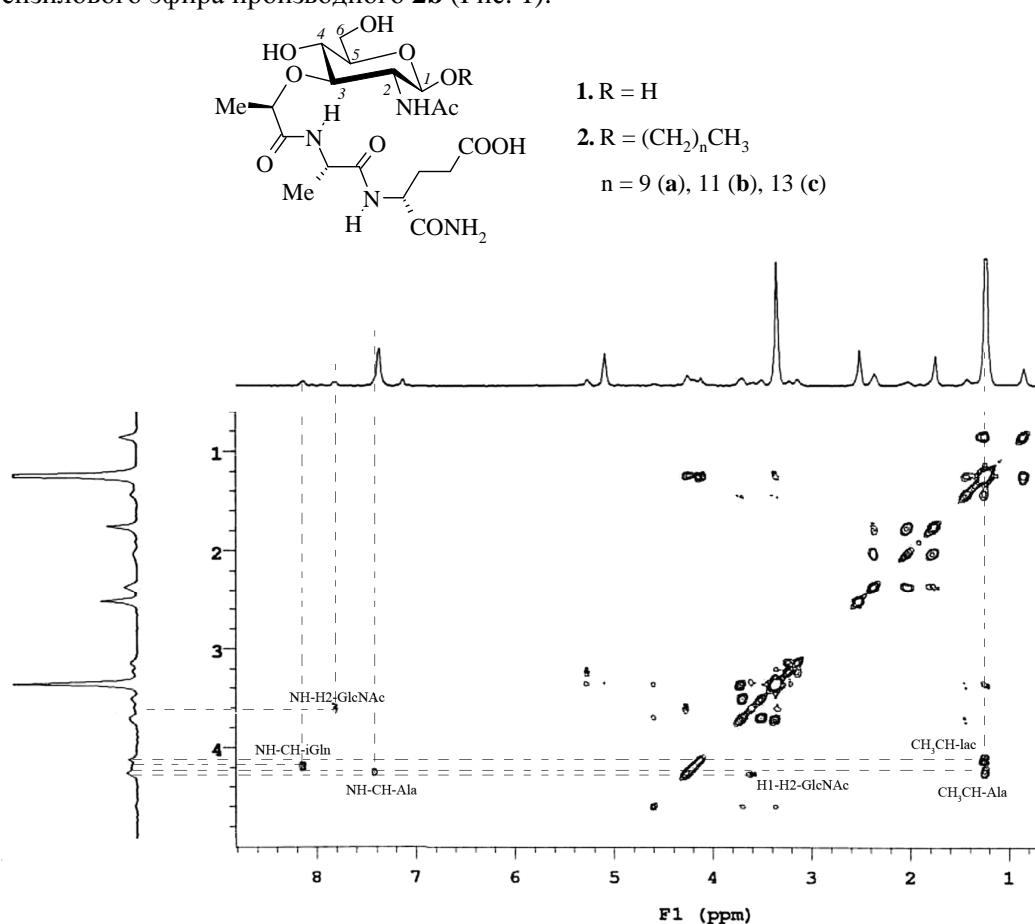 ензилового эфира производного 2b (Рис. 1).
4
6
OH
HO
5
O
O
1
OR
3
2
NHAc
Me
H
O
N
O
COOH
Me
N
H
CONH2
1. R = H
2. R = (CH2)nCH3
n = 9 (a), 11 (b), 13 (c)
1
2
3
NH-H2-GlcNAc
NH-CH-iGln
4
CH3CH-lac
NH-CH-Ala
H1-H2-GlcNAc
CH3CH-Ala
8 7 6 5 4 3 2 1
F1 (ppm)